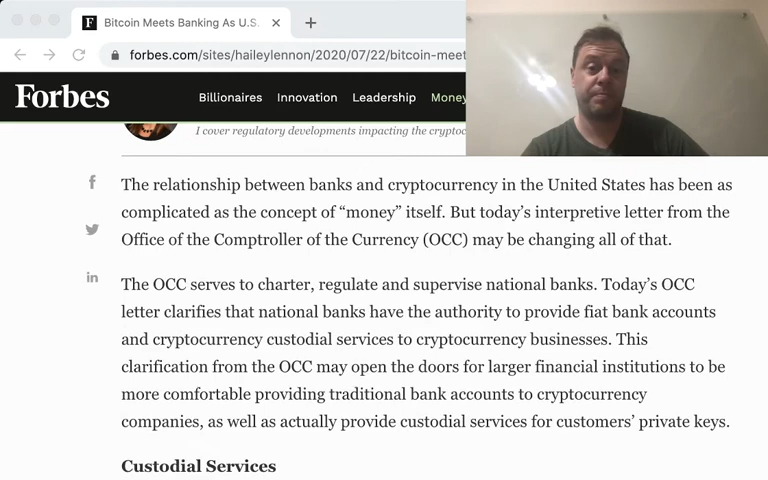 Bitcoin Meets Banking As U.S.
forbes.com/sites/haileylennon/2020/07/22/bitcoin-meet
Forbes
Billionaires Innovation Leadership Money
I cover regulatory developments impacting the cryptoc
The relationship between banks and cryptocurrency in the United States has been as
complicated as the concept of “money” itself. But today’s interpretive letter from the
Office of the Comptroller of the Currency (OCC) may be changing all of that.
The OCC serves to charter, regulate and supervise national banks. Today’s OCC
letter clarifies that national banks have the authority to provide fiat bank accounts
and cryptocurrency custodial services to cryptocurrency businesses. This
clarification from the OCC may open the doors for larger financial institutions to be
more comfortable providing traditional bank accounts to cryptocurrency
companies, as well as actually provide custodial services for customers’ private keys.
Custodial Services